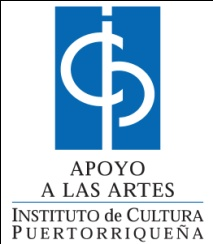 APOYO
A LAS ARTES
INSTITUTO de CULTURA
PUERTORRIQUEÑA